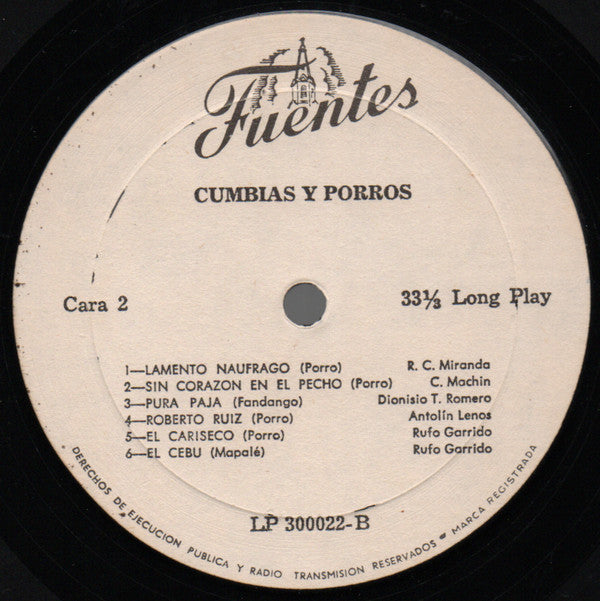 Fuentes
CUMBIAS Y PORROS
Cara 2
33⅓ Long Play
1—LAMENTO NAUFRAGO (Porro) R. C. Miranda
2—SIN CORAZON EN EL PECHO (Porro) C. Machin
3—PURA PAJA (Fandango) Dionisio T. Romero
4—ROBERTO RUIZ (Porro) Antolín Lenos
5—EL CARISECO (Porro) Rufo Garrido
6—EL CEBU (Mapalé) Rufo Garrido
LP 300022-B
DERECHOS DE EJECUCION PUBLICA Y RADIO TRANSMISION RESERVADOS - MARCA REGISTRADA